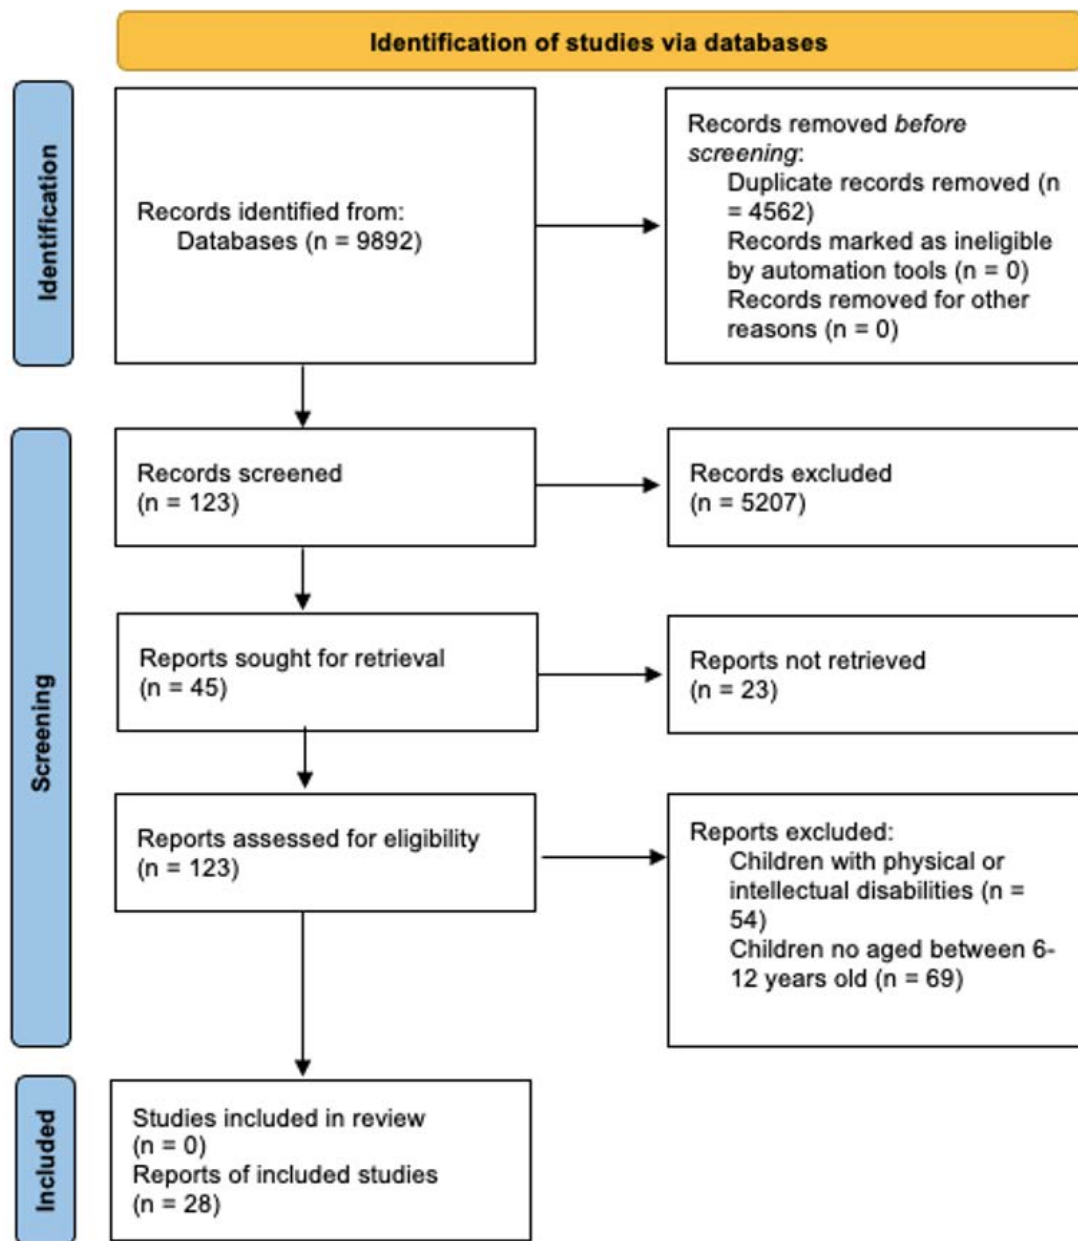 Identification of studies via databases
Identification
Records identified from:
Databases (n = 9892)
Records removed before
screening:
Duplicate records removed (n
= 4562)
Records marked as ineligible
by automation tools (n = 0)
Records removed for other
reasons (n = 0)
Screening
Records screened
(n = 123)
Records excluded
(n = 5207)
Reports sought for retrieval
(n = 45)
Reports not retrieved
(n = 23)
Reports assessed for eligibility
(n = 123)
Reports excluded:
Children with physical or
intellectual disabilities (n =
54)
Children no aged between 6-
12 years old (n = 69)
Included
Studies included in review
(n = 0)
Reports of included studies
(n = 28)